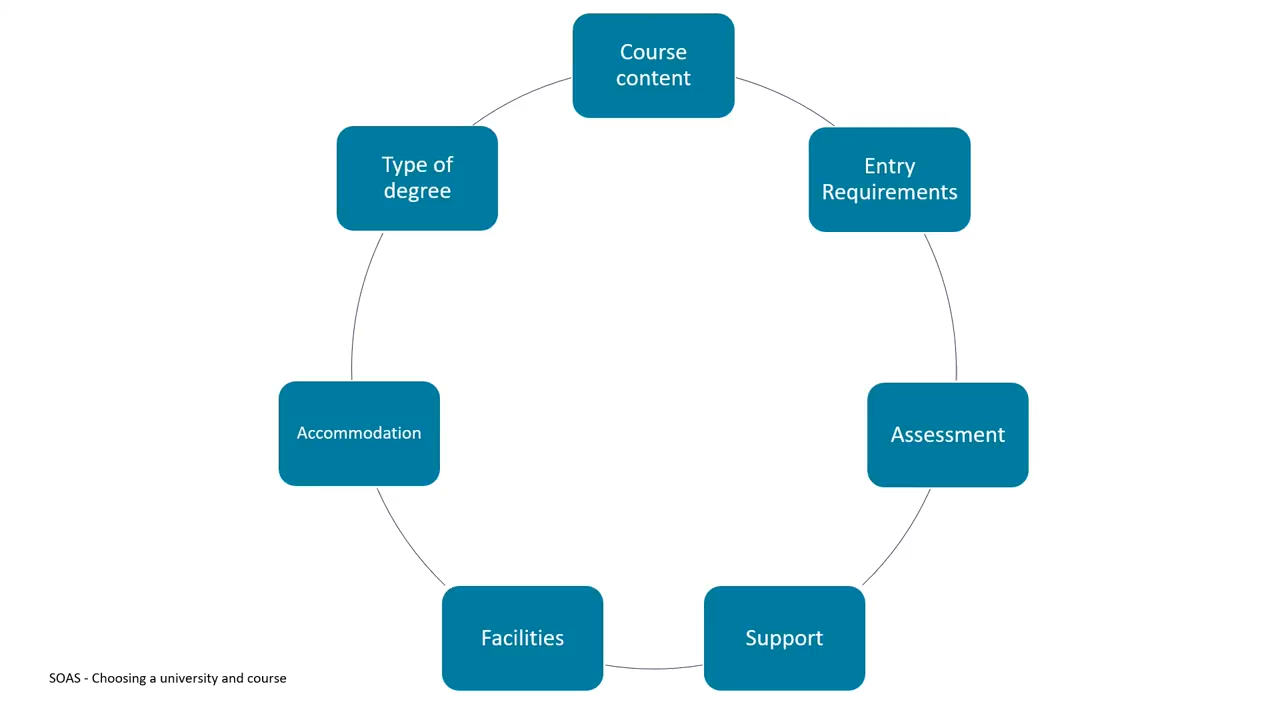 Course
content
Type of
degree
Entry
Requirements
Accommodation
Assessment
Facilities
Support
SOAS - Choosing a university and course